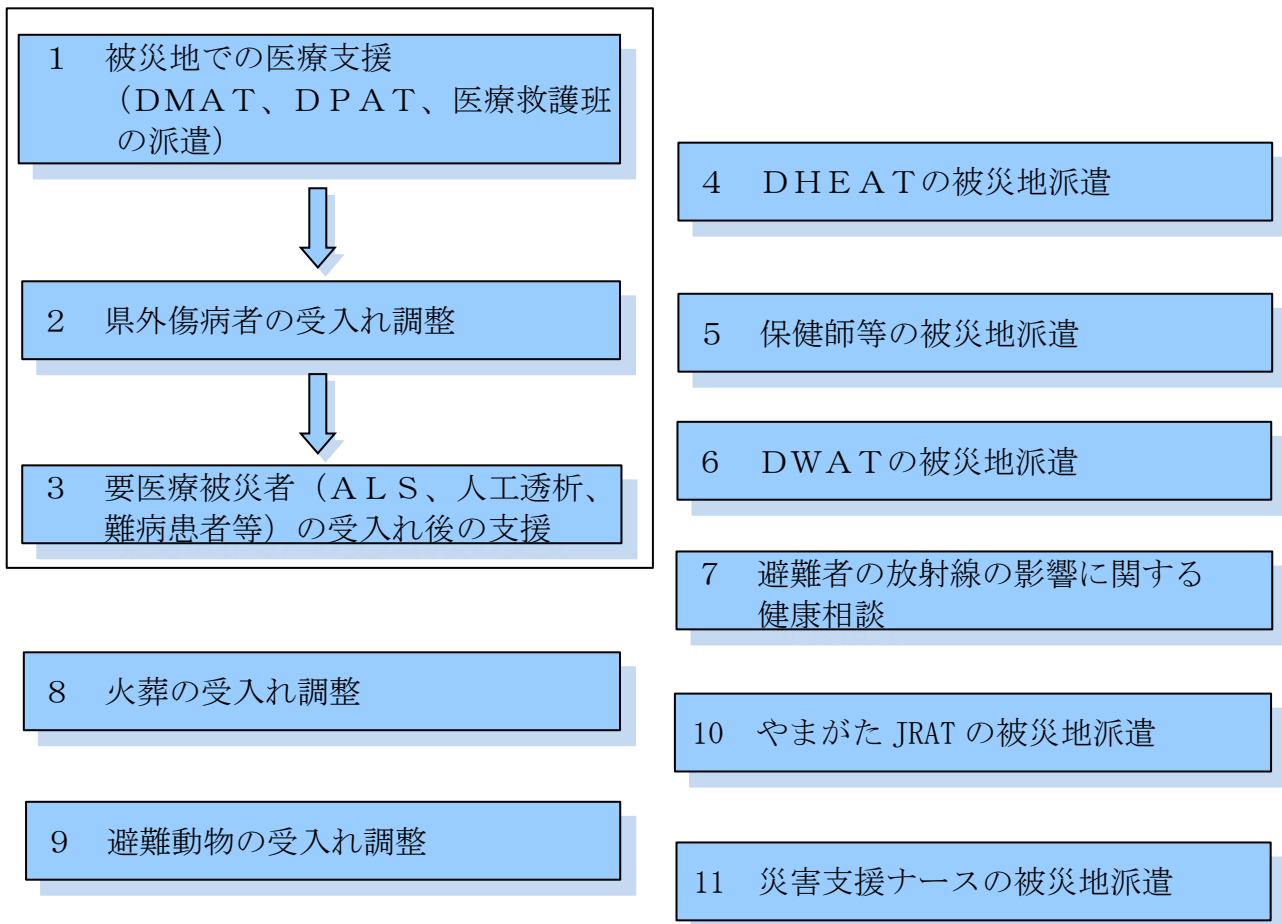 １　被災地での医療支援
（ＤＭＡＴ、ＤＰＡＴ、医療救護班
の派遣）
２　県外傷病者の受入れ調整
３　要医療被災者（ＡＬＳ、人工透析、
難病患者等）の受入れ後の支援
４　ＤＨＥＡＴの被災地派遣
５　保健師等の被災地派遣
６　ＤＷＡＴの被災地派遣
７　避難者の放射線の影響に関する
健康相談
８　火葬の受入れ調整
９　避難動物の受入れ調整
10　やまがた JRAT の被災地派遣
11　災害支援ナースの被災地派遣